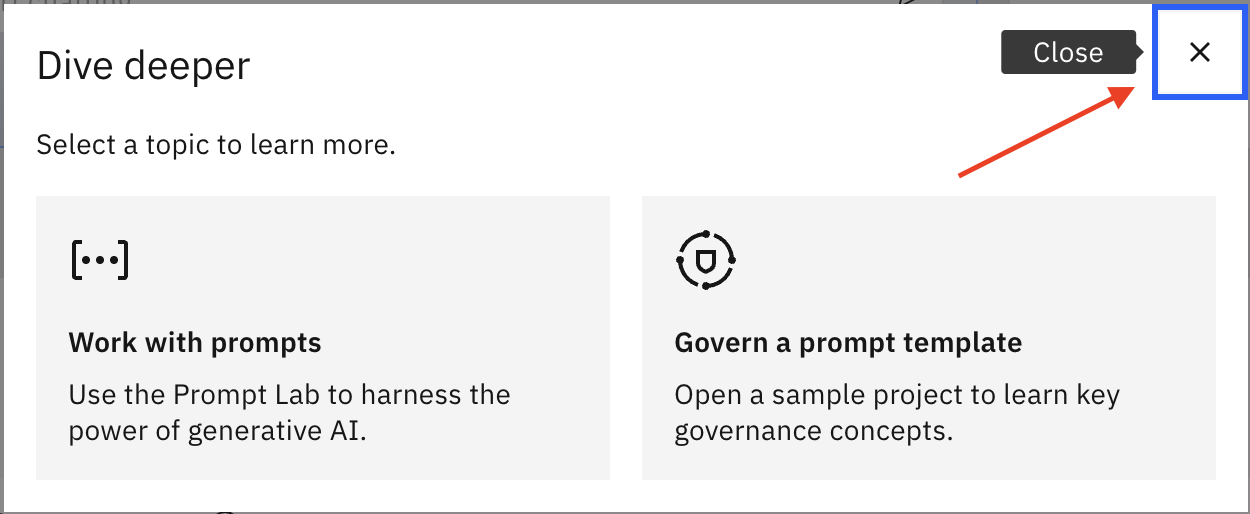 Dive deeper
Close
Select a topic to learn more.
Work with prompts
Use the Prompt Lab to harness the
power of generative AI.
Govern a prompt template
Open a sample project to learn key
governance concepts.